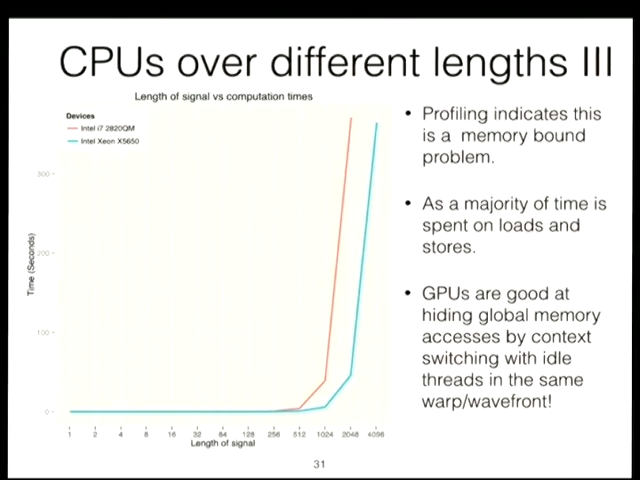 CPUs over different lengths III
Length of signal vs computation times
Devices
Intel i7 2820QM
Intel Xeon X5650
300
200
100
0
Time (Seconds)
1 2 4 8 16 32 64 128 256 512 1024 2048 4096
Length of signal
• Profiling indicates this
is a memory bound
problem.
• As a majority of time is
spent on loads and
stores.
• GPUs are good at
hiding global memory
accesses by context
switching with idle
threads in the same
warp/wavefront!
31